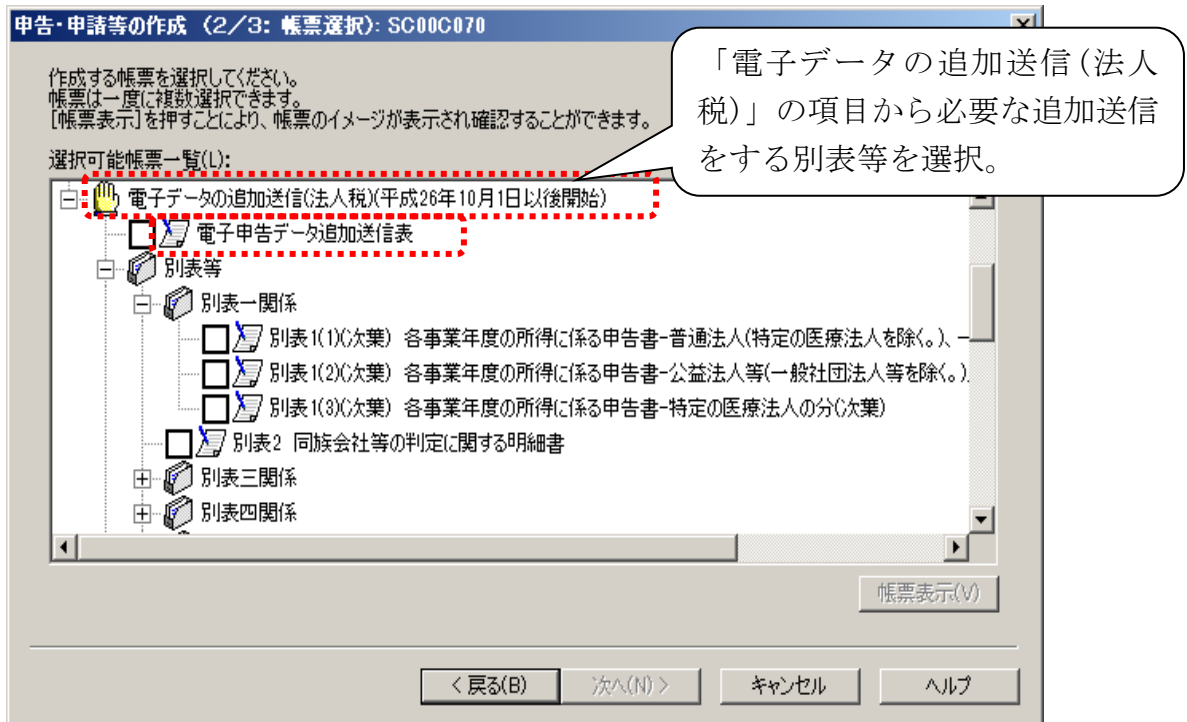 申告・申請等の作成 (2/3: 帳票選択): SC00C070
「電子データの追加送信(法人
税)」の項目から必要な追加送信
をする別表等を選択。
作成する帳票を選択してください。
帳票は一度に複数選択できます。
[帳票表示]を押すことにより、帳票のイメージが表示され確認することができます。
選択可能帳票一覧(L):
電子データの追加送信(法人税)(平成26年10月1日以後開始)
電子申告データ追加送信表
別表等
別表一関係
別表1(1)(次葉) 各事業年度の所得に係る申告書-普通法人(特定の医療法人を除く。)、一
別表1(2)(次葉) 各事業年度の所得に係る申告書-公益法人等(一般社団法人等を除く。)
別表1(3)(次葉) 各事業年度の所得に係る申告書-特定の医療法人の分(次葉)
別表2 同族会社等の判定に関する明細書
別表三関係
別表四関係
帳票表示(V)
< 戻る(B)
次へ(N) >
キャンセル
ヘルプ